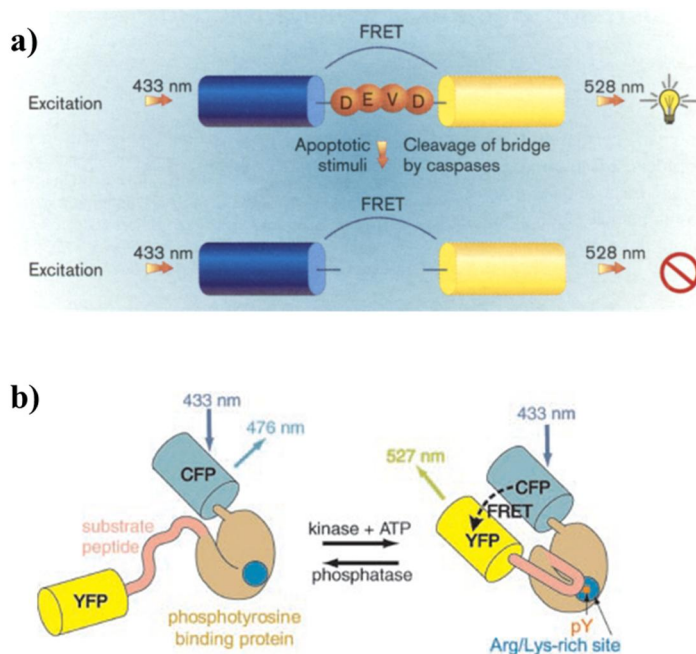 a)
FRET
Excitation
433 nm
D E V D
528 nm
Apoptotic
stimuli
Cleavage of bridge
by caspases
FRET
Excitation
433 nm
528 nm
b)
433 nm
476 nm
CFP
substrate
peptide
YFP
phosphotyrosine
binding protein
kinase + ATP
phosphatase
433 nm
527 nm
CFP
FRET
YFP
pY
Arg/Lys-rich site